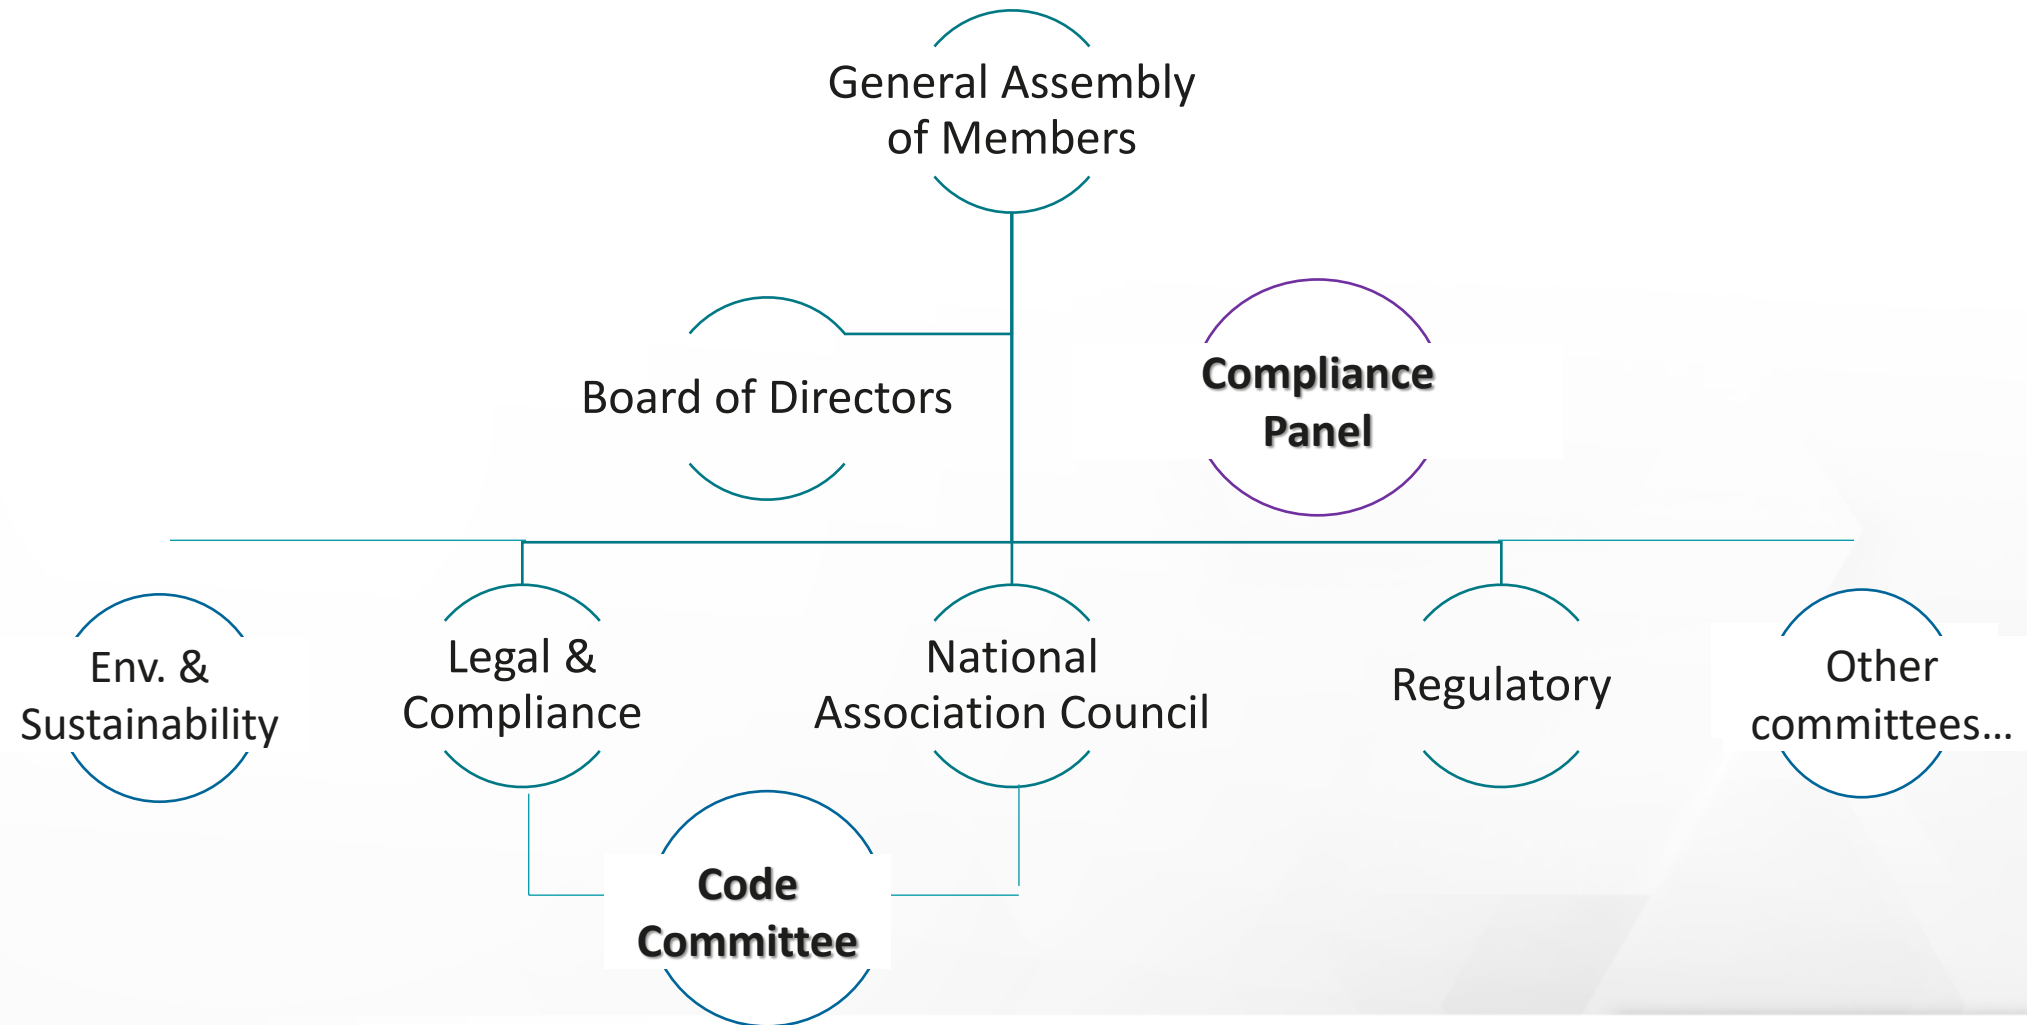 General Assembly
of Members
Board of Directors
Compliance
Panel
Env. &
Sustainability
Legal &
Compliance
National
Association Council
Regulatory
Other
committees...
Code
Committee